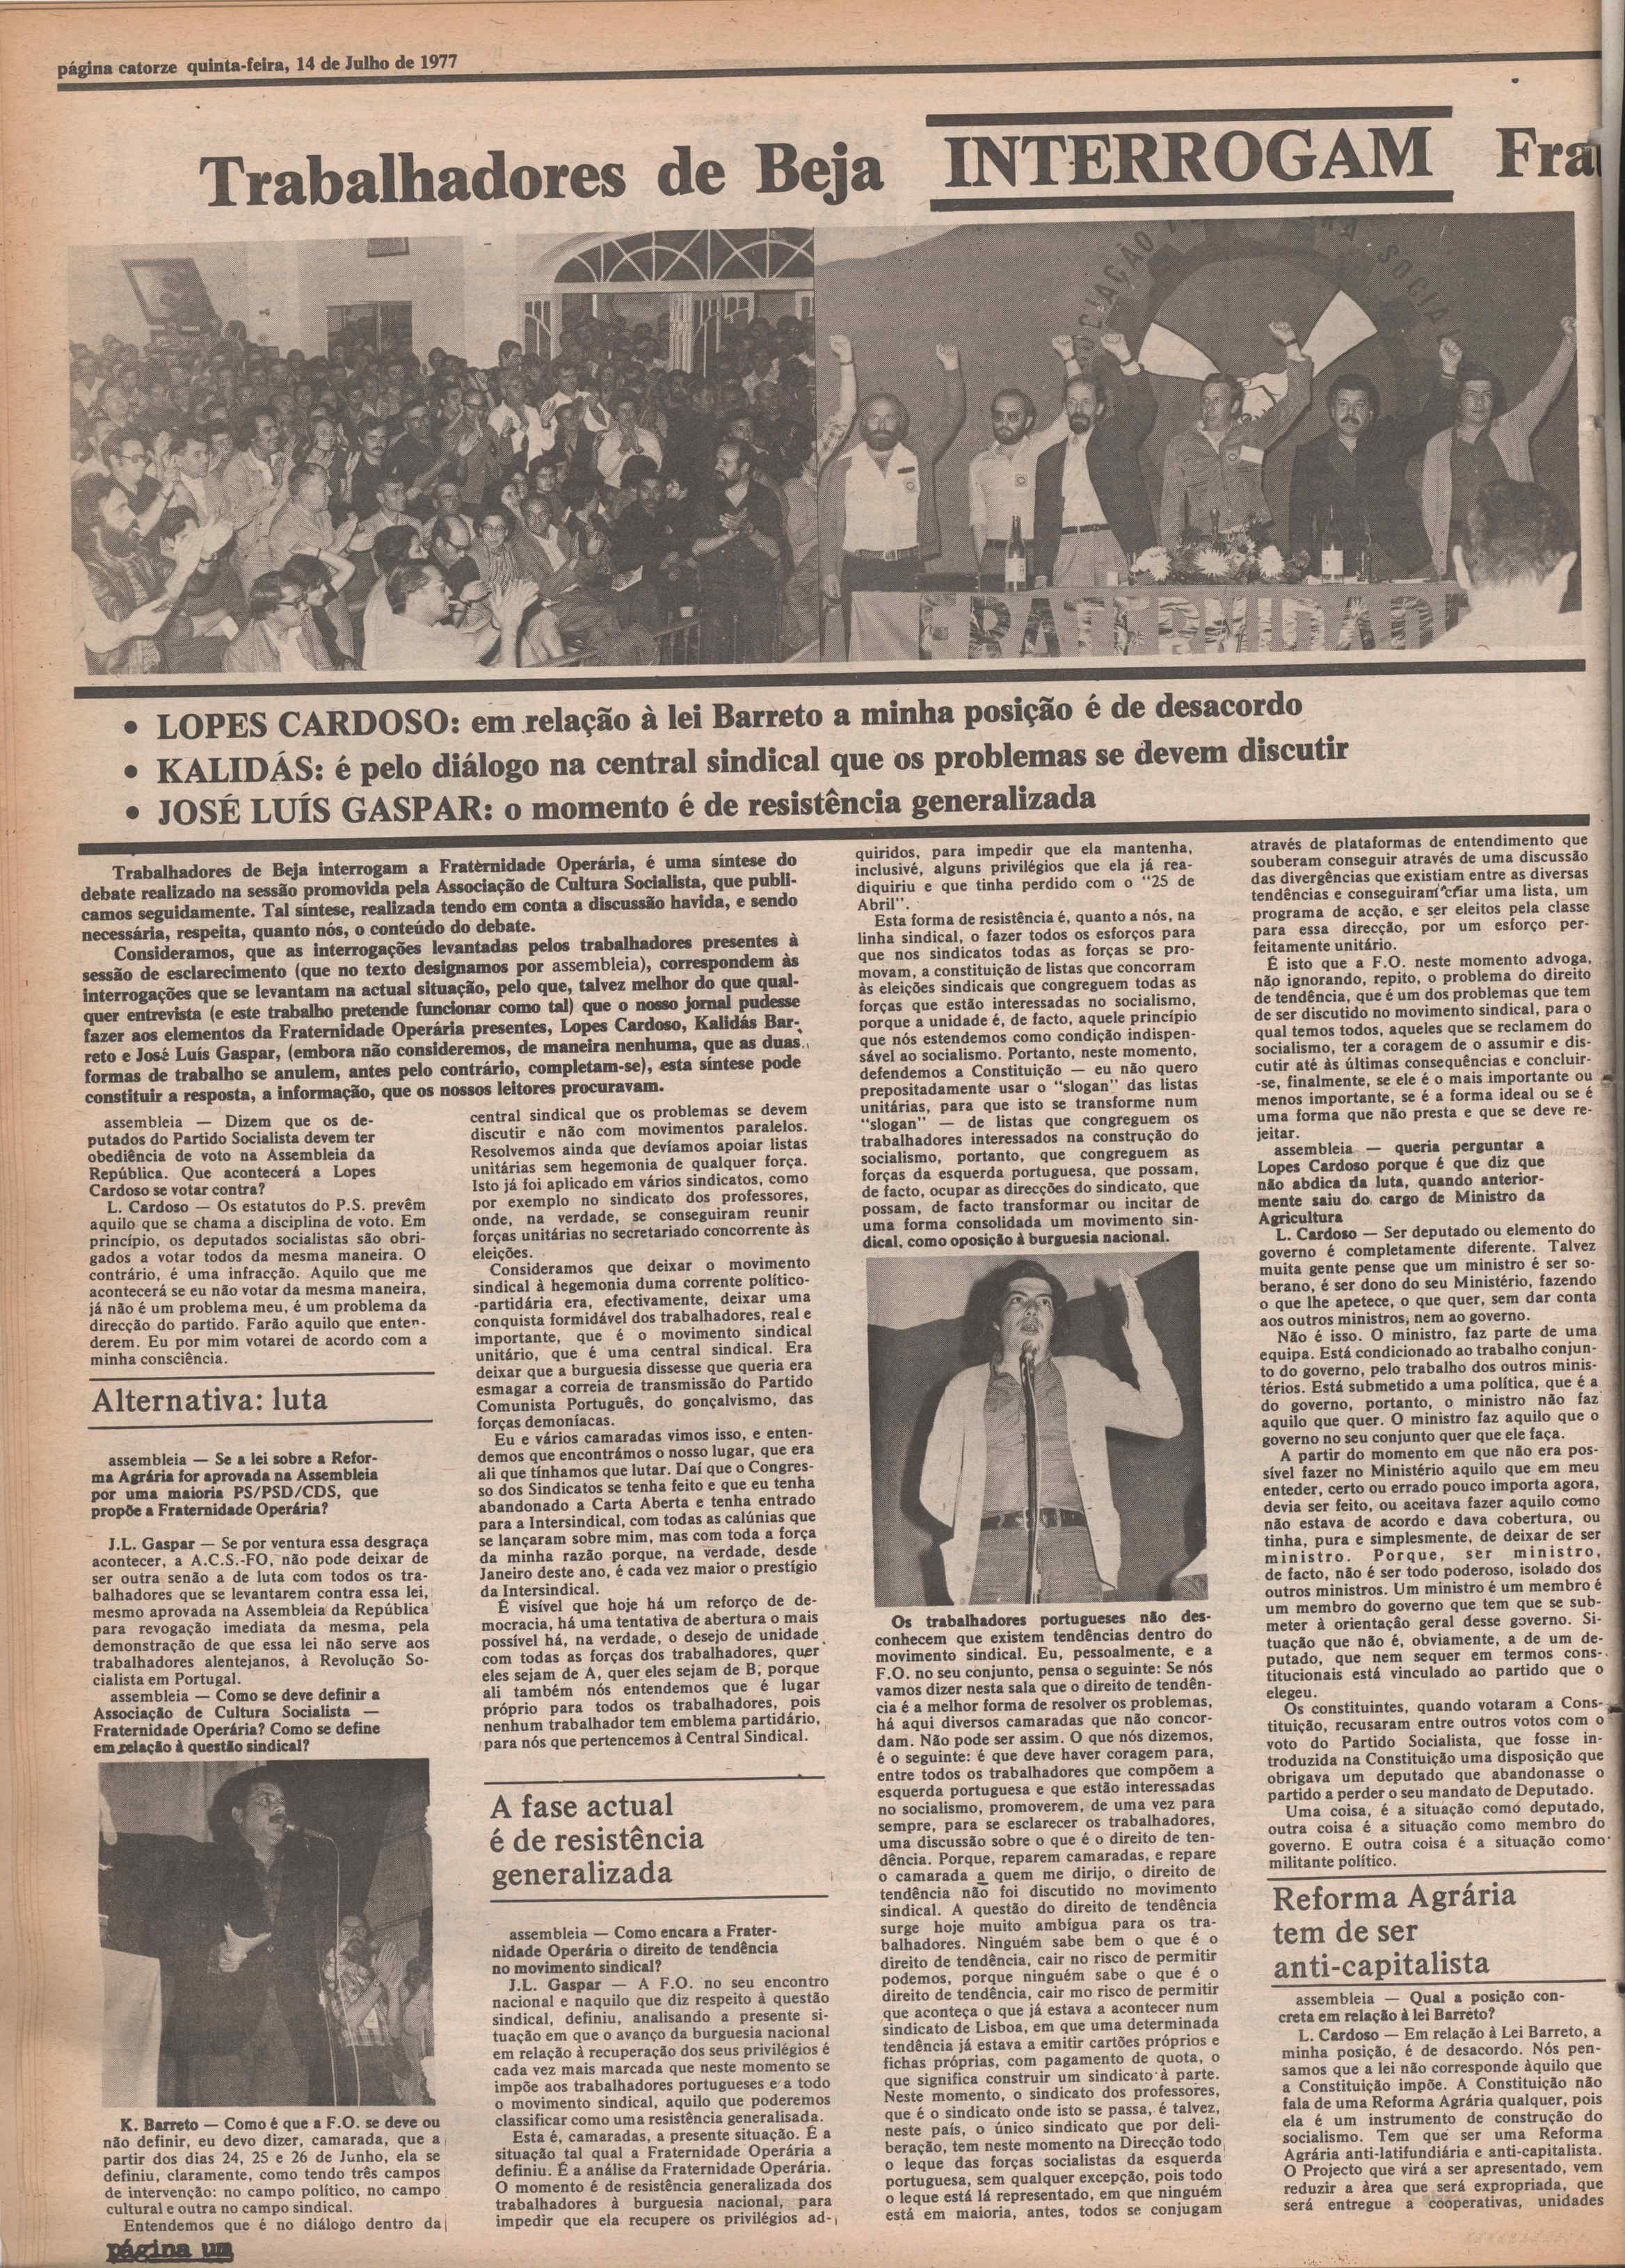 página catorze quinta-feira, 14 de Julho de 1977
Trabalhadores de Beja INTERROGAM
CIAÇÃO
SOCIAL
FRATERNIDAD
• LOPES CARDOSO: em relação à lei Barreto a minha posição é de desacordo
• KALIDÁS: é pelo diálogo na central sindical que os problemas se devem discutir
• JOSÉ LUÍS GASPAR: o momento é de resistência generalizada
Trabalhadores de Beja interrogam a Fraternidade Operária, é uma síntese do
debate realizado na sessão promovida pela Associação de Cultura Socialista, que publi-
camos seguidamente. Tal síntese, realizada tendo em conta a discussão havida, e sendo
necessária, respeita, quanto nós, o conteúdo do debate.
Consideramos, que as interrogações levantadas pelos trabalhadores presentes à
sessão de esclarecimento (que no texto designamos por assembleia), correspondem às
interrogações que se levantam na actual situação, pelo que, talvez melhor do que qual-
quer entrevista (e este trabalho pretende funcionar como tal) que o nosso jornal pudesse
fazer aos elementos da Fraternidade Operária presentes, Lopes Cardoso, Kalidás Bar-
reto e José Luís Gaspar, (embora não consideremos, de maneira nenhuma, que as duas
formas de trabalho se anulem, antes pelo contrário, completam-se), esta síntese pode
constituir a resposta, a informação, que os nossos leitores procuravam.
assembleia — Dizem que os de-
putados do Partido Socialista devem ter
obediência de voto na Assembleia da
República. Que acontecerá a Lopes
Cardoso se votar contra?
L. Cardoso — Os estatutos do P.S. prevêm
aquilo que se chama a disciplina de voto. Em
princípio, os deputados socialistas são obri-
gados a votar todos da mesma maneira. O
contrário, é uma infracção. Aquilo que me
acontecerá se eu não votar da mesma maneira,
já não é um problema meu, é um problema da
direcção do partido. Farão aquilo que enten-
derem. Eu por mim votarei de acordo com a
minha consciência.
Alternativa: luta
assembleia — Se a lei sobre a Refor-
ma Agrária for aprovada na Assembleia
por uma maioria PS/PSD/CDS, que
propõe a Fraternidade Operária?
J.L. Gaspar — Se por ventura essa desgraça
acontecer, a A.C.S.-FO, não pode deixar de
ser outra senão a de luta com todos os tra-
balhadores que se levantarem contra essa lei,
mesmo aprovada na Assembleia da República
para revogação imediata da mesma, pela
demonstração de que essa lei não serve aos
trabalhadores alentejanos, à Revolução So-
cialista em Portugal.
assembleia — Como se deve definir a
Associação de Cultura Socialista —
Fraternidade Operária? Como se define
em relação à questão sindical?
K. Barreto — Como é que a F.O. se deve ou
não definir, eu devo dizer, camarada, que a
partir dos dias 24, 25 e 26 de Junho, ela se
definiu, claramente, como tendo três campos
de intervenção: no campo político, no campo
cultural e outra no campo sindical.
Entendemos que é no diálogo dentro da
central sindical que os problemas se devem
discutir e não com movimentos paralelos.
Resolvemos ainda que devíamos apoiar listas
unitárias sem hegemonia de qualquer força.
Isto já foi aplicado em vários sindicatos, como
por exemplo no sindicato dos professores,
onde, na verdade, se conseguiram reunir
forças unitárias no secretariado concorrente às
eleições.
Consideramos que deixar o movimento
sindical à hegemonia duma corrente político-
-partidária era, efectivamente, deixar uma
conquista formidável dos trabalhadores, real e
importante, que é o movimento sindical
unitário, que é uma central sindical. Era
deixar que a burguesia dissesse que queria era
esmagar a correia de transmissão do Partido
Comunista Português, do gonçalvismo, das
forças demoníacas.
Eu e vários camaradas vimos isso, e enten-
demos que encontrámos o nosso lugar, que era
ali que tínhamos que lutar. Daí que o Congres-
so dos Sindicatos se tenha feito e que eu tenha
abandonado a Carta Aberta e tenha entrado
para a Intersindical, com todas as calúnias que
se lançaram sobre mim, mas com toda a força
da minha razão porque, na verdade, desde
Janeiro deste ano, é cada vez maior o prestígio
da Intersindical.
É visível que hoje há um reforço de de-
mocracia, há uma tentativa de abertura o mais
possível há, na verdade, o desejo de unidade
com todas as forças dos trabalhadores, quer
eles sejam de A, quer eles sejam de B, porque
ali também nós entendemos que é lugar
próprio para todos os trabalhadores, pois
nenhum trabalhador tem emblema partidário,
para nós que pertencemos à Central Sindical.
A fase actual
é de resistência
generalizada
assembleia — Como encara a Frater-
nidade Operária o direito de tendência
no movimento sindical?
J.L. Gaspar — A F.O. no seu encontro
nacional e naquilo que diz respeito à questão
sindical, definiu, analisando a presente si-
tuação em que o avanço da burguesia nacional
em relação à recuperação dos seus privilégios é
cada vez mais marcada que neste momento se
impõe aos trabalhadores portugueses e a todo
o movimento sindical, aquilo que poderemos
classificar como uma resistência generalisada.
Esta é, camaradas, a presente situação. É a
situação tal qual a Fraternidade Operária a
definiu. É a análise da Fraternidade Operária.
O momento é de resistência generalizada dos
trabalhadores à burguesia nacional, para
impedir que ela recupere os privilégios ad-
quiridos, para impedir que ela mantenha,
inclusivé, alguns privilégios que ela já rea-
diquiriu e que tinha perdido com o "25 de
Abril".
Esta forma de resistência é, quanto a nós, na
linha sindical, o fazer todos os esforços para
que nos sindicatos todas as forças se pro-
movam, a constituição de listas que concorram
às eleições sindicais que congreguem todas as
forças que estão interessadas no socialismo,
porque a unidade é, de facto, aquele princípio
que nós estendemos como condição indispen-
sável ao socialismo. Portanto, neste momento,
defendemos a Constituição — eu não quero
prepositadamente usar o "slogan" das listas
unitárias, para que isto se transforme num
"slogan" — de listas que congreguem os
trabalhadores interessados na construção do
socialismo, portanto, que congreguem as
forças da esquerda portuguesa, que possam,
de facto, ocupar as direcções do sindicato, que
possam, de facto transformar ou incitar de
uma forma consolidada um movimento sin-
dical, como oposição à burguesia nacional.
Os trabalhadores portugueses não des-
conhecem que existem tendências dentro do
movimento sindical. Eu, pessoalmente, e a
F.O. no seu conjunto, pensa o seguinte: Se nós
vamos dizer nesta sala que o direito de tendên-
cia é a melhor forma de resolver os problemas,
há aqui diversos camaradas que não concor-
dam. Não pode ser assim. O que nós dizemos,
é o seguinte: é que deve haver coragem para,
entre todos os trabalhadores que compõem a
esquerda portuguesa e que estão interessadas
no socialismo, promoverem, de uma vez para
sempre, para se esclarecer os trabalhadores,
uma discussão sobre o que é o direito de ten-
dência. Porque, reparem camaradas, e repare
o camarada a quem me dirijo, o direito de
tendência não foi discutido no movimento
sindical. A questão do direito de tendência
surge hoje muito ambígua para os tra-
balhadores. Ninguém sabe bem o que é o
direito de tendência, cair no risco de permitir
podemos, porque ninguém sabe o que é o
direito de tendência, cair mo risco de permitir
que aconteça o que já estava a acontecer num
sindicato de Lisboa, em que uma determinada
tendência já estava a emitir cartões próprios e
fichas próprias, com pagamento de quota, o
que significa construir um sindicato à parte.
Neste momento, o sindicato dos professores,
que é o sindicato onde isto se passa, é talvez,
neste país, o único sindicato que por deli-
beração, tem neste momento na Direcção todo
o leque das forças socialistas da esquerda
portuguesa, sem qualquer excepção, pois todo
o leque está lá representado, em que ninguém
está em maioria, antes, todos se conjugam
através de plataformas de entendimento que
souberam conseguir através de uma discussão
das divergências que existiam entre as diversas
tendências e conseguiram criar uma lista, um
programa de acção, e ser eleitos pela classe
para essa direcção, por um esforço per-
feitamente unitário.
É isto que a F.O. neste momento advoga,
não ignorando, repito, o problema do direito
de tendência, que é um dos problemas que tem
de ser discutido no movimento sindical, para o
qual temos todos, aqueles que se reclamem do
socialismo, ter a coragem de o assumir e dis-
cutir até às últimas consequências e concluir-
-se, finalmente, se ele é o mais importante ou
menos importante, se é a forma ideal ou se é
uma forma que não presta e que se deve re-
jeitar.
assembleia — queria perguntar a
Lopes Cardoso porque é que diz que
não abdica da luta, quando anterior-
mente saiu do cargo de Ministro da
Agricultura
L. Cardoso — Ser deputado ou elemento do
governo é completamente diferente. Talvez
muita gente pense que um ministro é ser so-
berano, é ser dono do seu Ministério, fazendo
o que lhe apetece, o que quer, sem dar conta
aos outros ministros, nem ao governo.
Não é isso. O ministro, faz parte de uma
equipa. Está condicionado ao trabalho conjun-
to do governo, pelo trabalho dos outros minis-
térios. Está submetido a uma política, que é a
do governo, portanto, o ministro não faz
aquilo que quer. O ministro faz aquilo que o
governo no seu conjunto quer que ele faça.
A partir do momento em que não era pos-
sível fazer no Ministério aquilo que em meu
enteder, certo ou errado pouco importa agora,
devia ser feito, ou aceitava fazer aquilo como
não estava de acordo e dava cobertura, ou
tinha, pura e simplesmente, de deixar de ser
ministro. Porque, ser ministro,
de facto, não é ser todo poderoso, isolado dos
outros ministros. Um ministro é um membro é
um membro do governo que tem que se sub-
meter à orientação geral desse governo. Si-
tuação que não é, obviamente, a de um de-
putado, que nem sequer em termos cons-
titucionais está vinculado ao partido que o
elegeu.
Os constituintes, quando votaram a Cons-
tituição, recusaram entre outros votos com o
voto do Partido Socialista, que fosse in-
troduzida na Constituição uma disposição que
obrigava um deputado que abandonasse o
partido a perder o seu mandato de Deputado.
Uma coisa, é a situação como deputado,
outra coisa é a situação como membro do
governo. E outra coisa é a situação como
militante político.
Reforma Agrária
tem de ser
anti-capitalista
assembleia — Qual a posição con-
creta em relação à lei Barreto?
L. Cardoso — Em relação à Lei Barreto, a
minha posição, é de desacordo. Nós pen-
samos que a lei não corresponde àquilo que
a Constituição impõe. A Constituição não
fala de uma Reforma Agrária qualquer, pois
ela é um instrumento de construção do
socialismo. Tem que ser uma Reforma
Agrária anti-latifundiária e anti-capitalista.
O Projecto que virá a ser apresentado, vem
reduzir a àrea que será expropriada, que
será entregue a cooperativas, unidades
página um